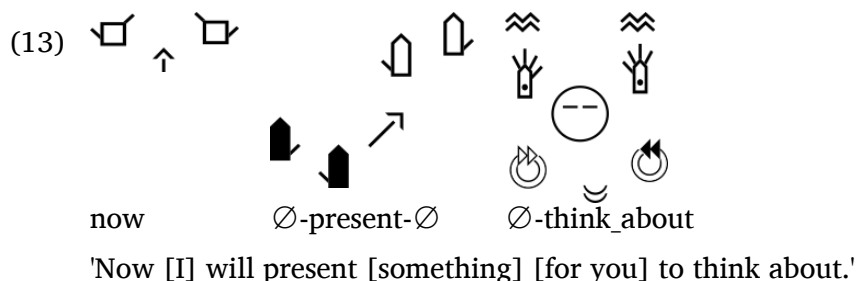 (13)
now ∅-present-∅ ∅-think_about
'Now [I] will present [something] [for you] to think about.'